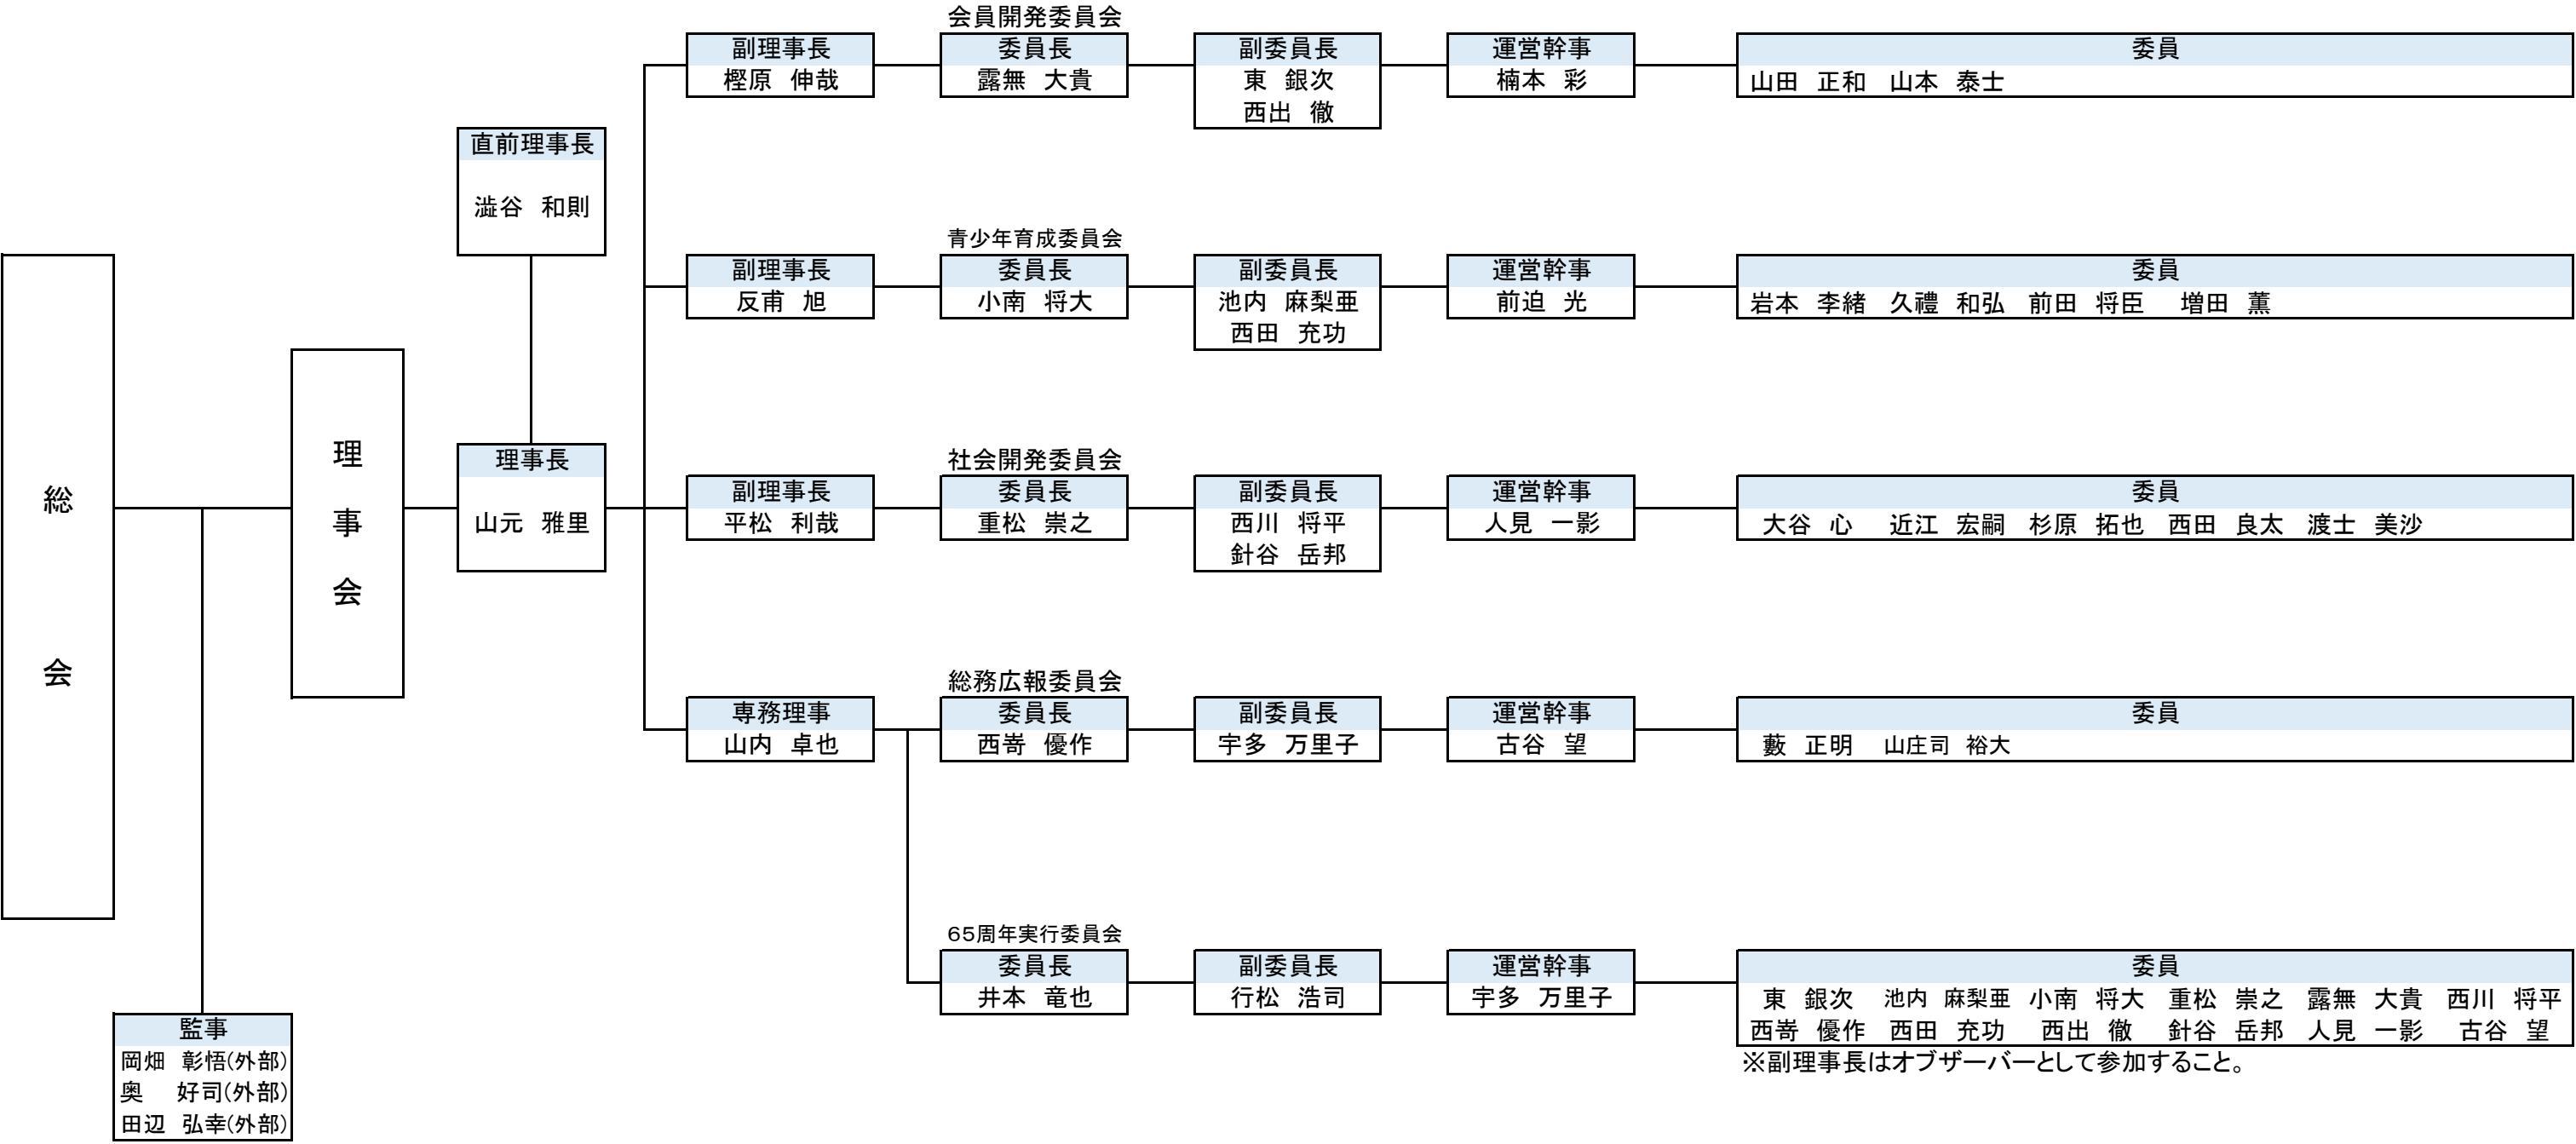 総会
監事
岡畑 彰悟(外部)
奥 好司(外部)
田辺 弘幸(外部)
理事会
直前理事長
澁谷 和則
理事長
山元 雅里
会員開発委員会
副理事長
樫原 伸哉
委員長
露無 大貴
副委員長
東 銀次
西出 徹
運営幹事
楠本 彩
委員
山田 正和 山本 泰士
青少年育成委員会
副理事長
反甫 旭
委員長
小南 将大
副委員長
池内 麻梨亜
西田 充功
運営幹事
前迫 光
委員
岩本 李緒 久禮 和弘 前田 将臣 増田 薫
社会開発委員会
副理事長
平松 利哉
委員長
重松 崇之
副委員長
西川 将平
針谷 岳邦
運営幹事
人見 一影
委員
大谷 心 近江 宏嗣 杉原 拓也 西田 良太 渡士 美沙
総務広報委員会
専務理事
山内 卓也
委員長
西嵜 優作
副委員長
宇多 万里子
運営幹事
古谷 望
委員
藪 正明 山庄司 裕大
65周年実行委員会
委員長
井本 竜也
副委員長
行松 浩司
運営幹事
宇多 万里子
委員
東 銀次 池内 麻梨亜 小南 将大 重松 崇之 露無 大貴 西川 将平
西嵜 優作 西田 充功 西出 徹 針谷 岳邦 人見 一影 古谷 望
※副理事長はオブザーバーとして参加すること。